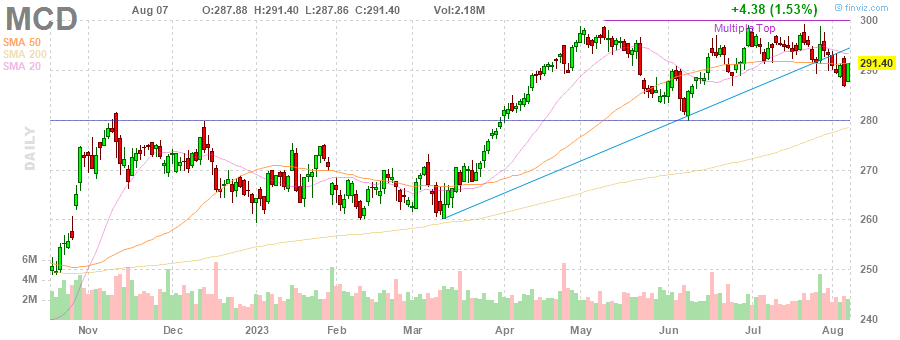 MCD
Aug 07 O:287.88 H:291.40 L:287.86 C:291.40 Vol:2.18M
+4.38 (1.53%)
© finviz.com
SMA 50
SMA 200
SMA 20
Multiple Top
DAILY
300
291.40
290
280
270
260
250
240
6M
4M
2M
Nov Dec 2023 Feb Mar Apr May Jun Jul Aug